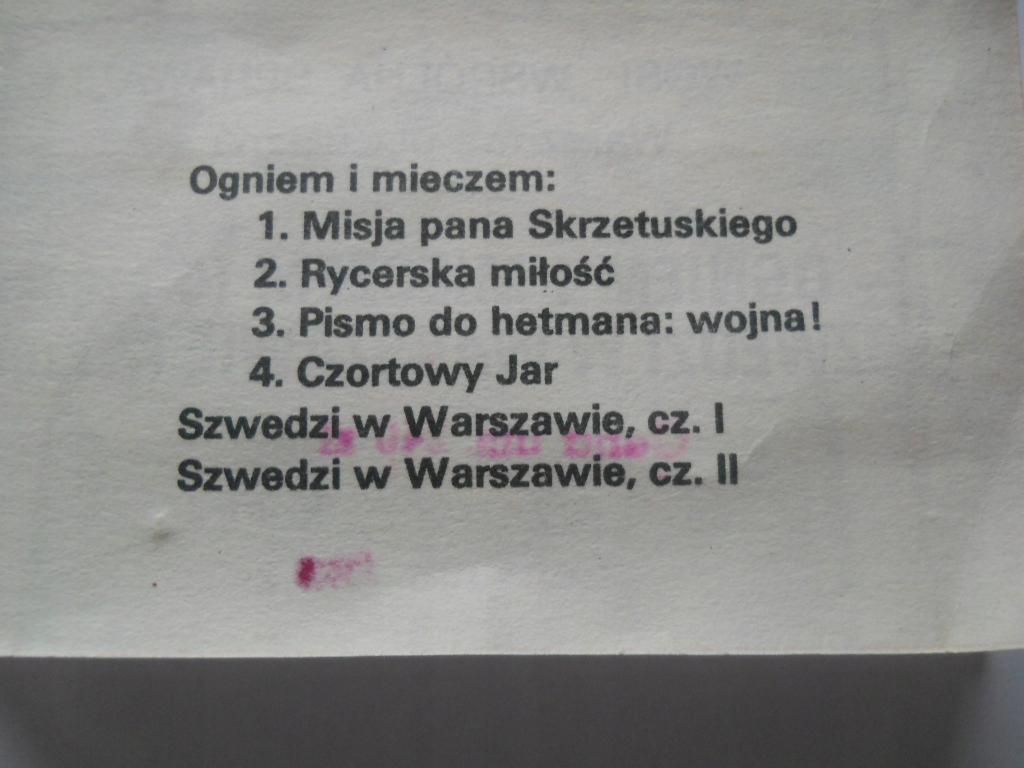 Ogniem i mieczem:
1. Misja pana Skrzetuskiego
2. Rycerska miłość
3. Pismo do hetmana: wojna!
4. Czortowy Jar
Szwedzi w Warszawie, cz. I
Szwedzi w Warszawie, cz. II